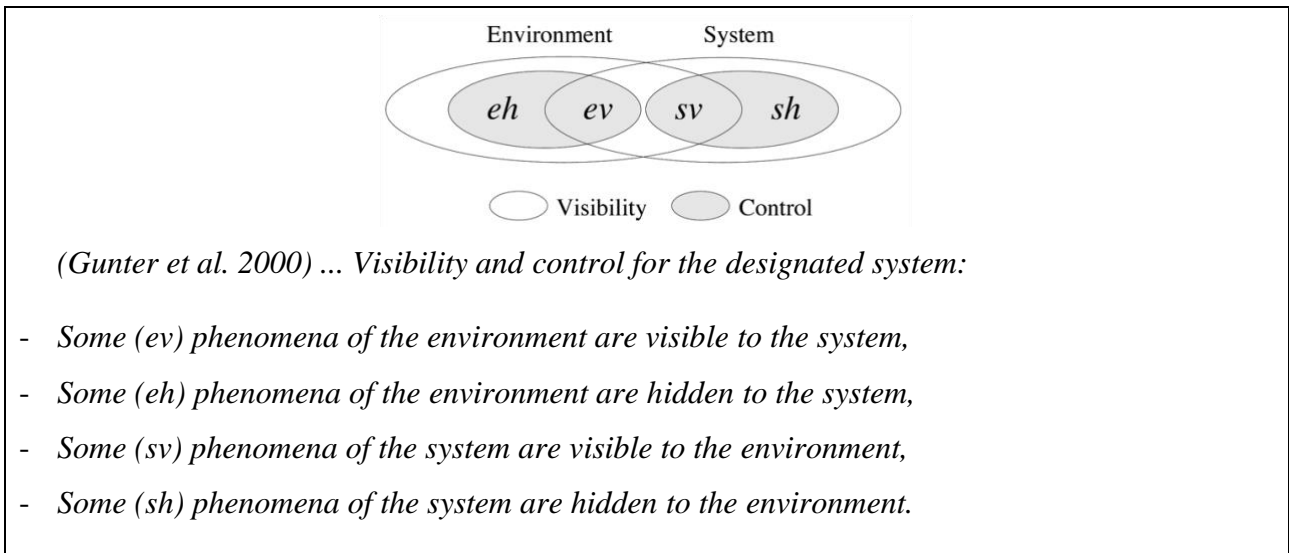 Environment System
eh ev sv sh
Visibility Control
(Gunter et al. 2000) ... Visibility and control for the designated system:
- Some (ev) phenomena of the environment are visible to the system,
- Some (eh) phenomena of the environment are hidden to the system,
- Some (sv) phenomena of the system are visible to the environment,
- Some (sh) phenomena of the system are hidden to the environment.